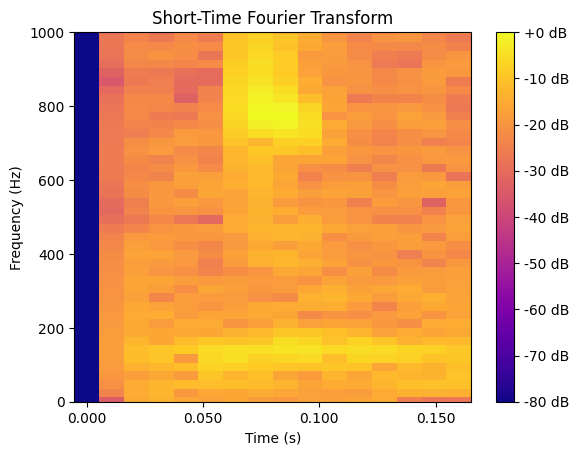 Short-Time Fourier Transform
1000
800
600
400
200
0
Frequency (Hz)
0.000
0.050
0.100
0.150
Time (s)
+0 dB
-10 dB
-20 dB
-30 dB
-40 dB
-50 dB
-60 dB
-70 dB
-80 dB